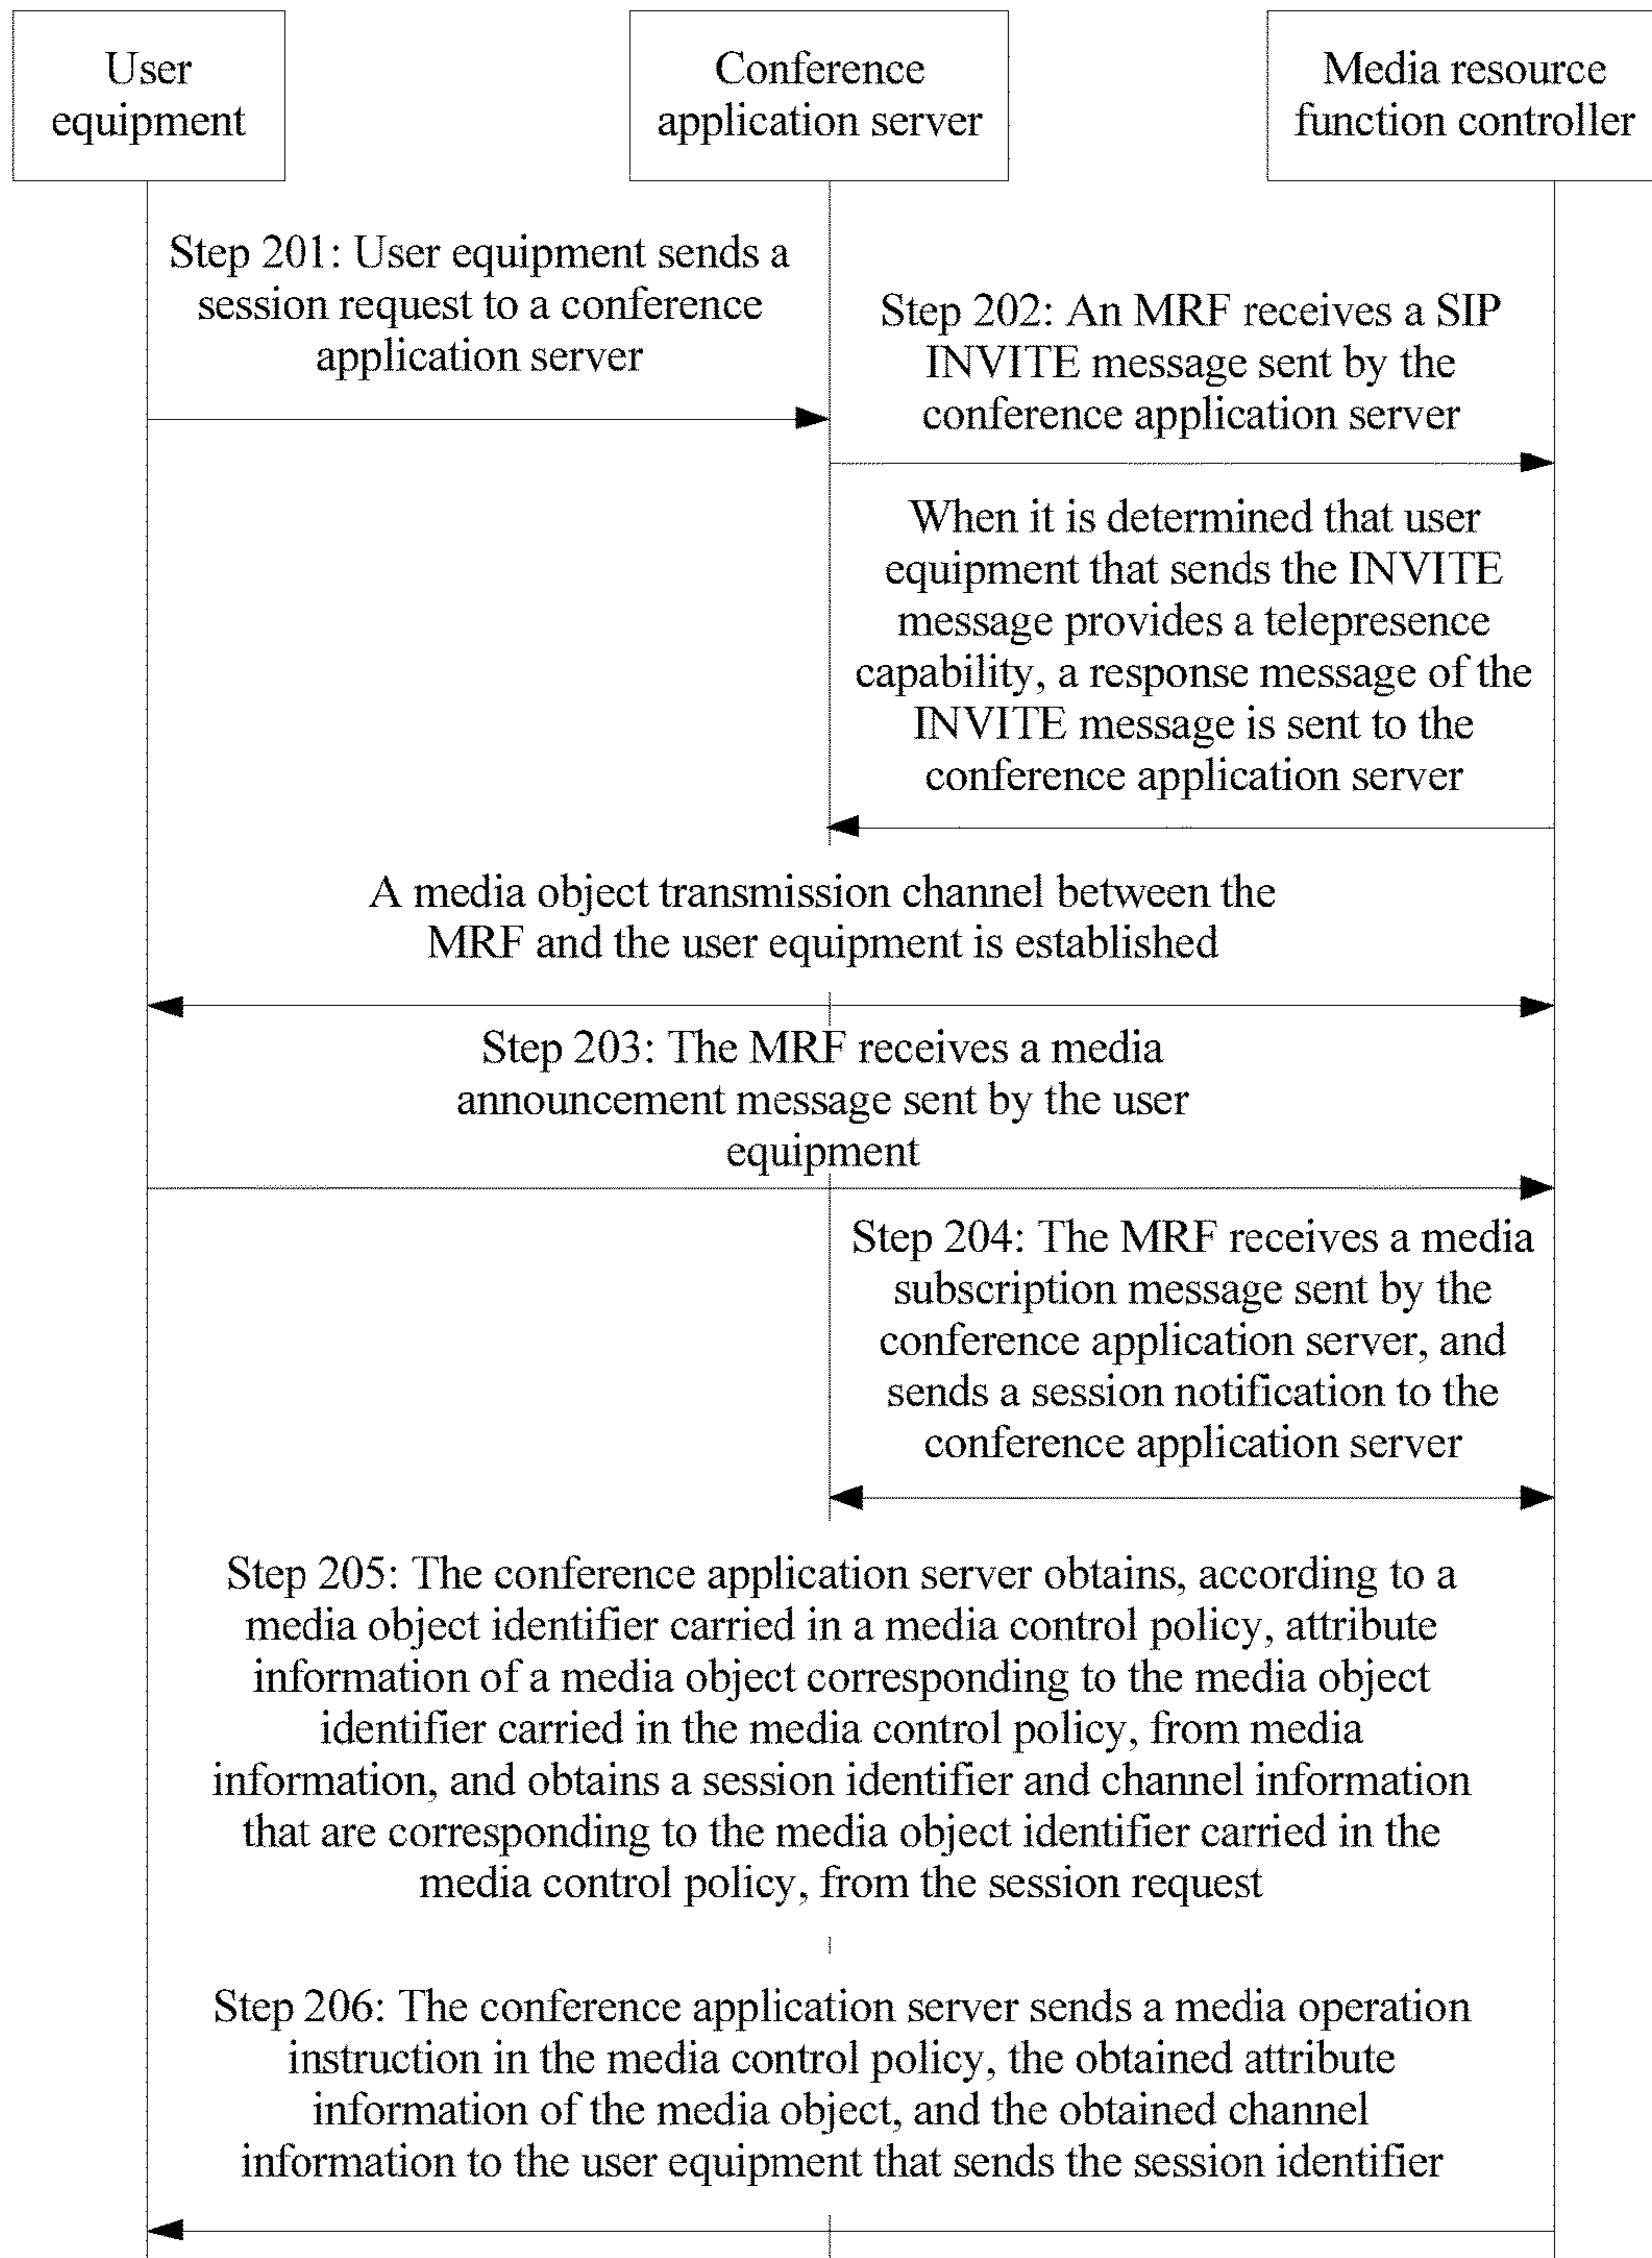 User
equipment
Conference
application server
Media resource
function controller
Step 201: User equipment sends a
session request to a conference
application server
Step 202: An MRF receives a SIP
INVITE message sent by the
conference application server
When it is determined that user
equipment that sends the INVITE
message provides a telepresence
capability, a response message of the
INVITE message is sent to the
conference application server
A media object transmission channel between the
MRF and the user equipment is established
Step 203: The MRF receives a media
announcement message sent by the user
equipment
Step 204: The MRF receives a media
subscription message sent by the
conference application server, and
sends a session notification to the
conference application server
Step 205: The conference application server obtains, according to a
media object identifier carried in a media control policy, attribute
information of a media object corresponding to the media object
identifier carried in the media control policy, from media
information, and obtains a session identifier and channel information
that are corresponding to the media object identifier carried in the
media control policy, from the session request
Step 206: The conference application server sends a media operation
instruction in the media control policy, the obtained attribute
information of the media object, and the obtained channel
information to the user equipment that sends the session identifier